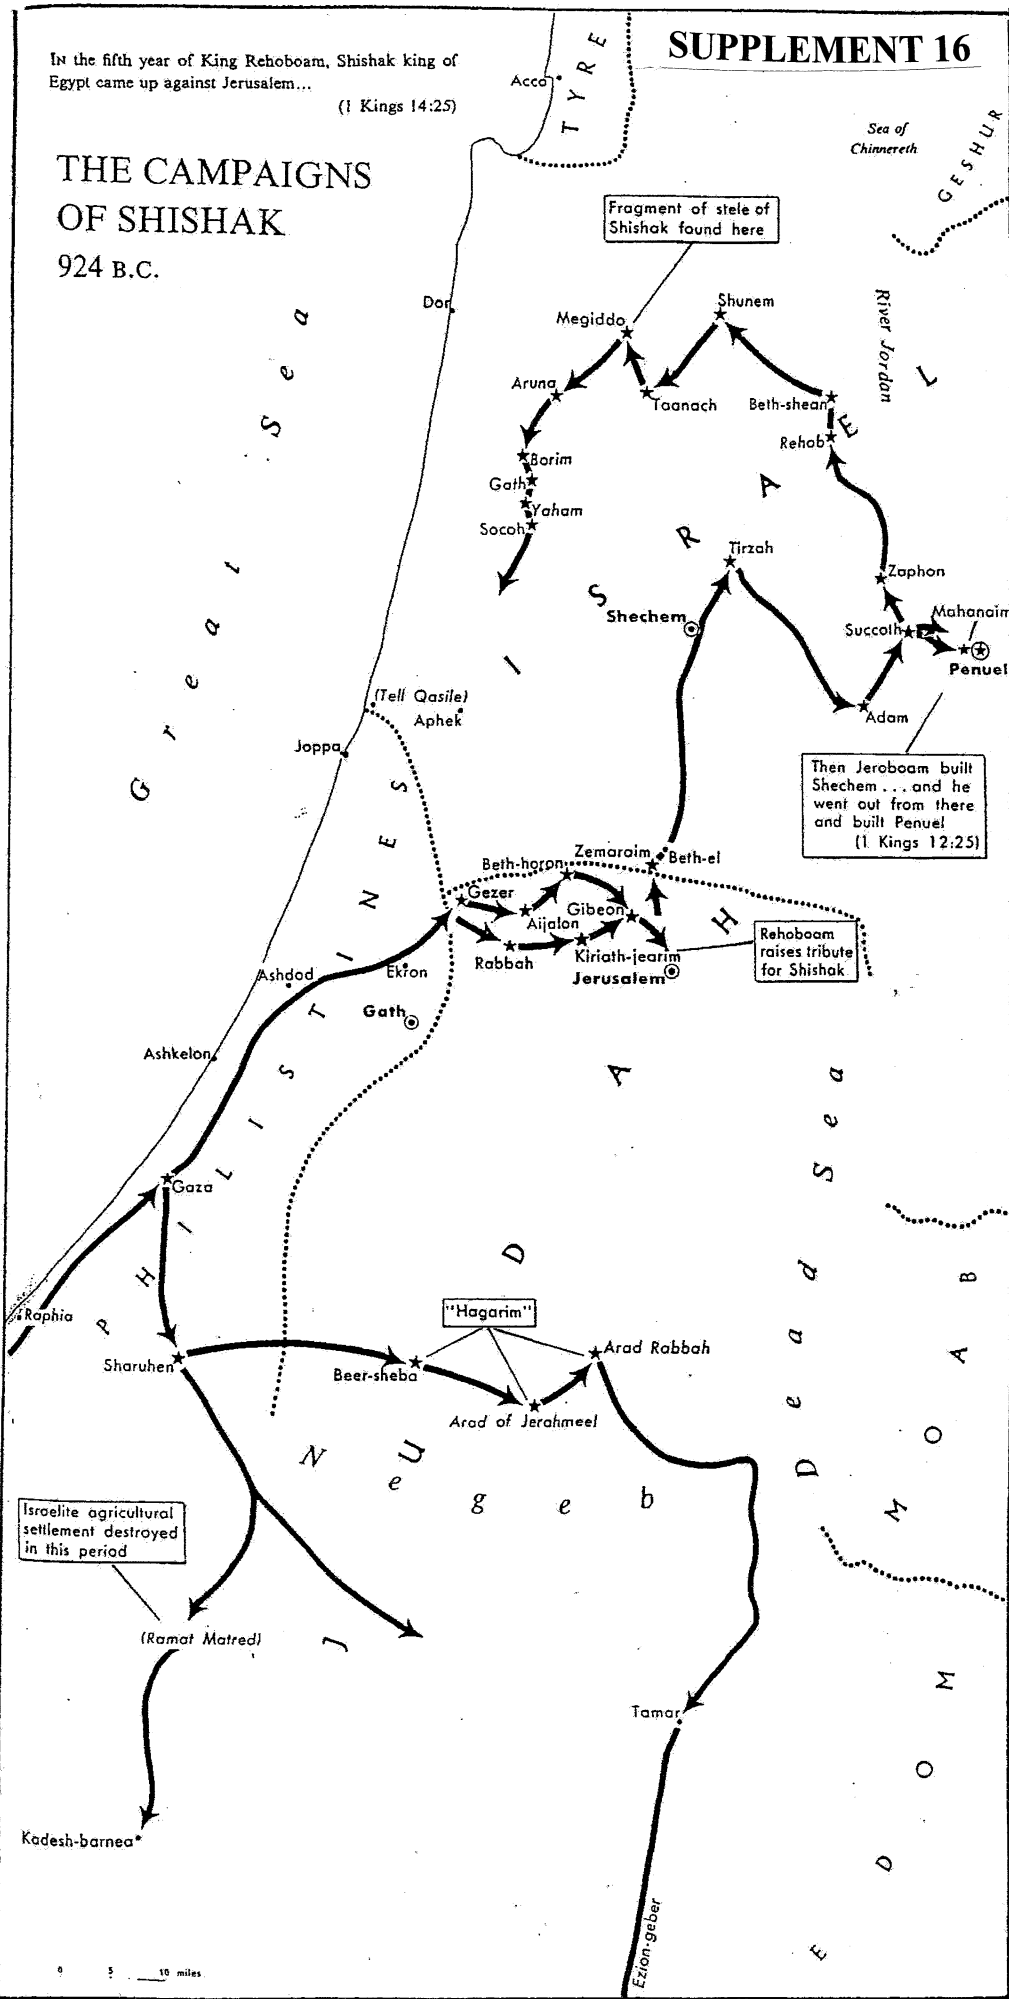 SUPPLEMENT 16
IN the fifth year of King Rehoboam, Shishak king of
Egypt came up against Jerusalem...
(1 Kings 14:25)
THE CAMPAIGNS
OF SHISHAK
924 B.C.
Acco
TYRE
Sea of
Chinnereth
GESHUR
Fragment of stele of
Shishak found here
Dor
Megiddo
Shunem
River Jordan
Aruna
Taanach
Beth-shean
Rehob
Borim
Gath
Yaham
Socoh
ISRAEL
Great Sea
Tirzah
Zaphon
Shechem
Mahanaim
Succoth
Penuel
Adam
(Tell Qasile)
Aphek
Joppa
Then Jeroboam built
Shechem ... and he
went out from there
and built Penuel
(1 Kings 12:25)
Zemaraim
Beth-el
Beth-horon
Gezer
Gibeon
Aijalon
Rabbah
Kiriath-jearim
Jerusalem
Rehoboam
raises tribute
for Shishak
Ashdod
Ekron
Gath
Ashkelon
PHILISTINES
Gaza
Raphia
JUDAH
Dead Sea
MOAB
"Hagarim"
Sharuhen
Beer-sheba
Arad Rabbah
Arad of Jerahmeel
Negeb
Israelite agricultural
settlement destroyed
in this period
(Ramat Matred)
Tamar
EDOM
Kadesh-barnea
Ezion-geber
0 5 10 miles